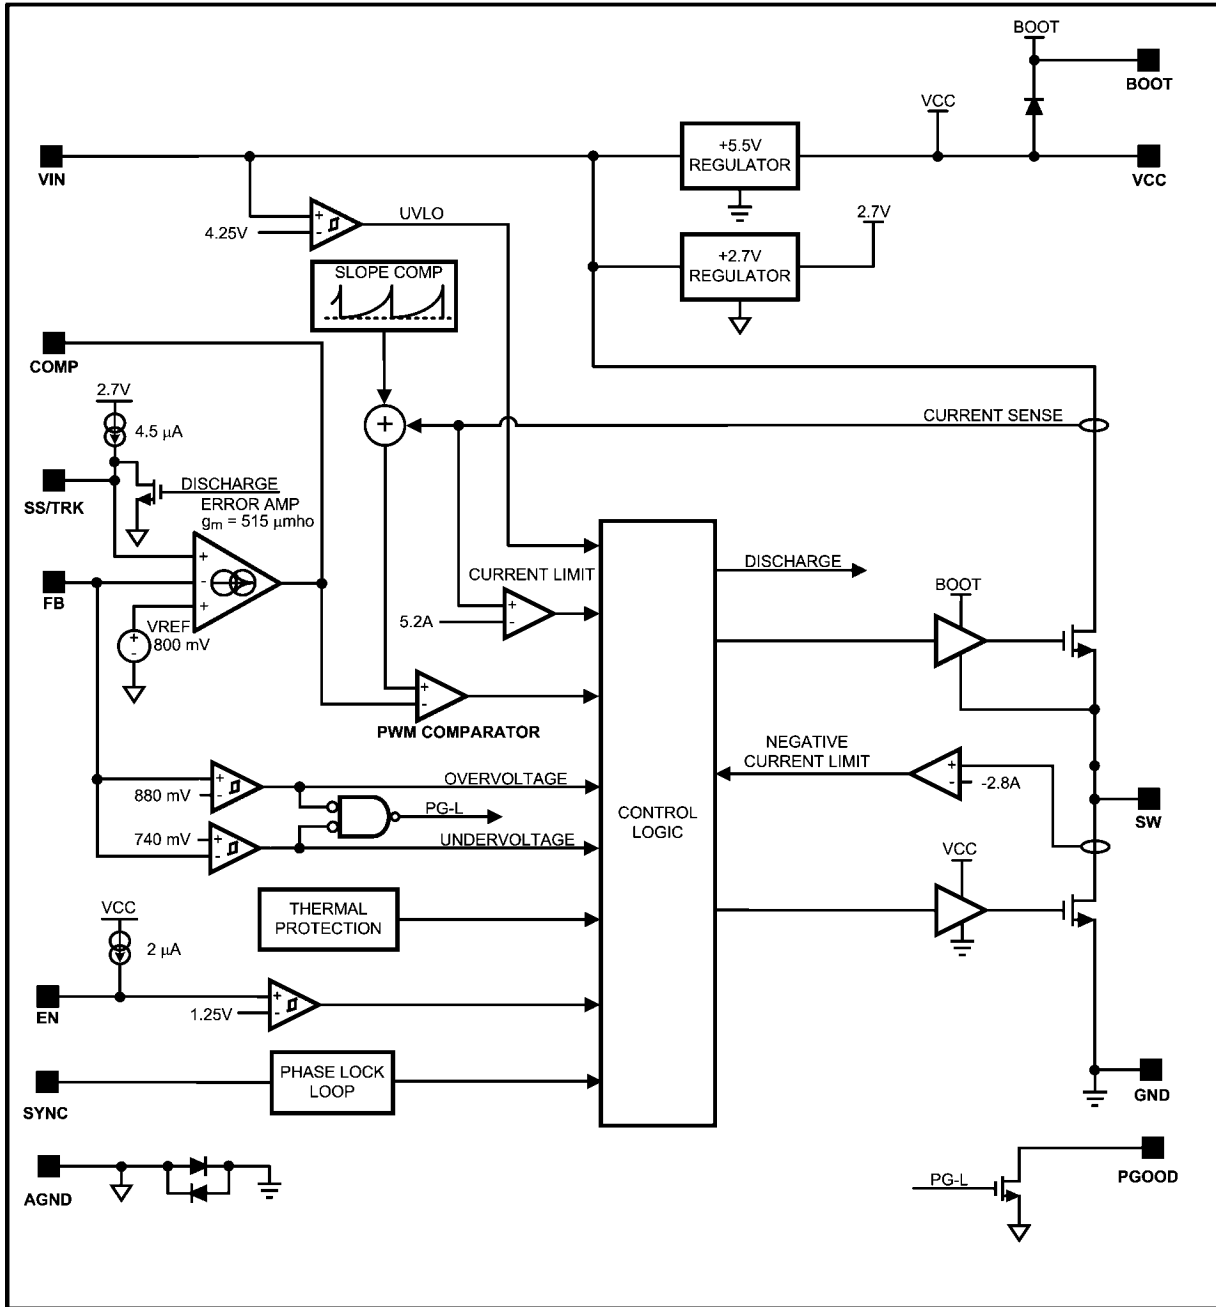 BOOT
BOOT
VCC
+5.5V
REGULATOR
VIN
VCC
UVLO
+
-
4.25V
2.7V
+2.7V
REGULATOR
SLOPE COMP
COMP
2.7V
4.5 µA
+
CURRENT SENSE
SS/TRK
DISCHARGE
ERROR AMP
gm = 515 µmho
+
-
+
FB
VREF
800 mV
+
-
CURRENT LIMIT
5.2A
+
-
DISCHARGE
BOOT
+
-
PWM COMPARATOR
NEGATIVE
CURRENT LIMIT
+
-
-2.8A
SW
OVERVOLTAGE
+
-
880 mV
PG-L
740 mV
+
-
UNDERVOLTAGE
CONTROL
LOGIC
VCC
THERMAL
PROTECTION
VCC
2 µA
EN
1.25V
+
-
SYNC
PHASE LOCK
LOOP
GND
AGND
PG-L
PGOOD